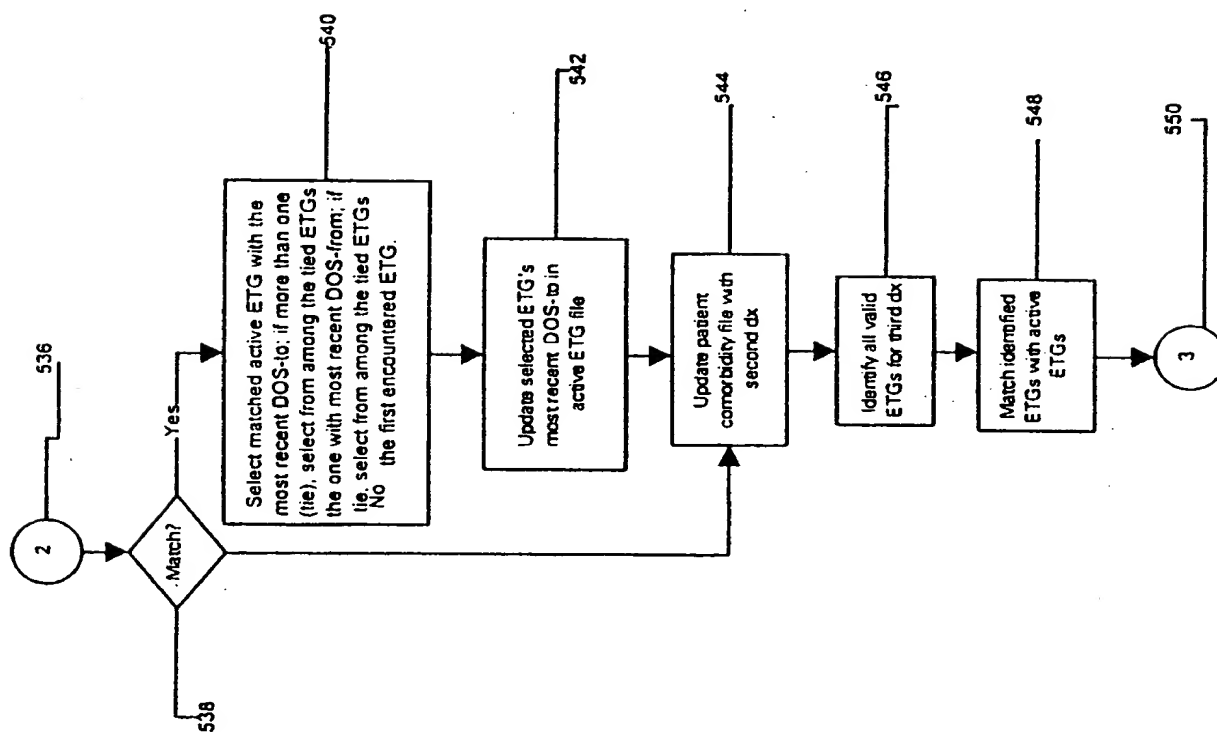 536
2
538
.Match?
Yes
Select matched active ETG with the
most recent DOS-to; if more than one
(tie), select from among the tied ETGs
the one with most recent DOS-from; if
tie, select from among the tied ETGs
No the first encountered ETG.
540
Update selected ETG's
most recent DOS-to in
active ETG file
542
Update patient
comorbidity file with
second dx
544
Identify all valid
ETGs for third dx
546
Match identified
ETGs with active
ETGs
548
3
550